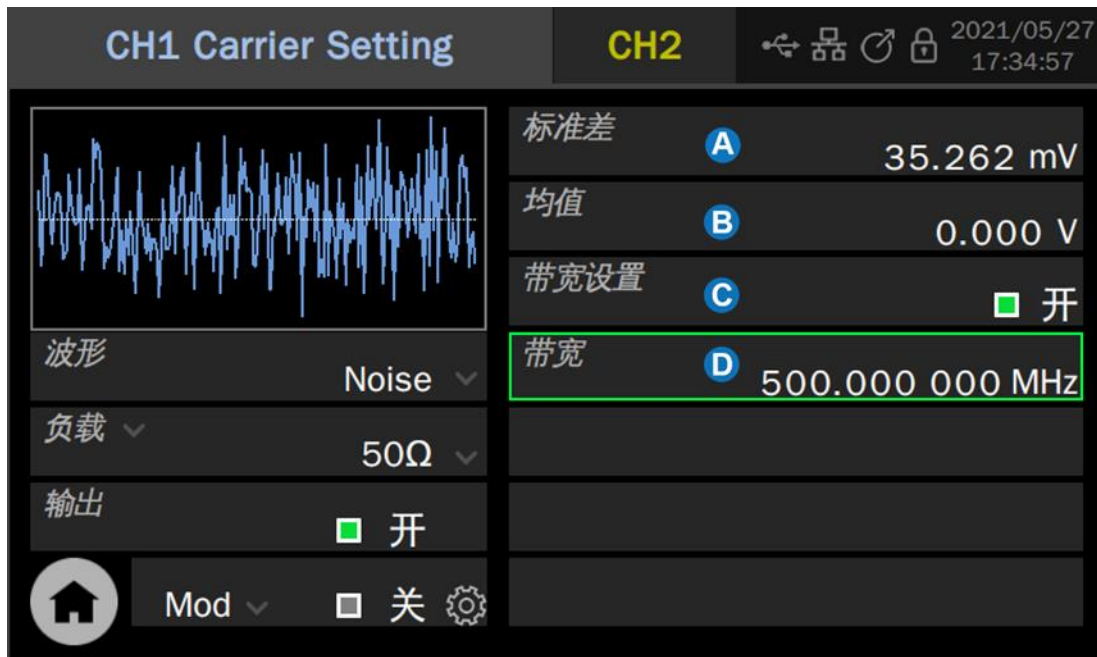 CH1 Carrier Setting
CH2
2021/05/27
17:34:57
标准差
A
35.262 mV
均值
B
0.000 V
带宽设置
C
开
波形
Noise
带宽
D
500.000 000 MHz
负载
50Ω
输出
开
Mod
关